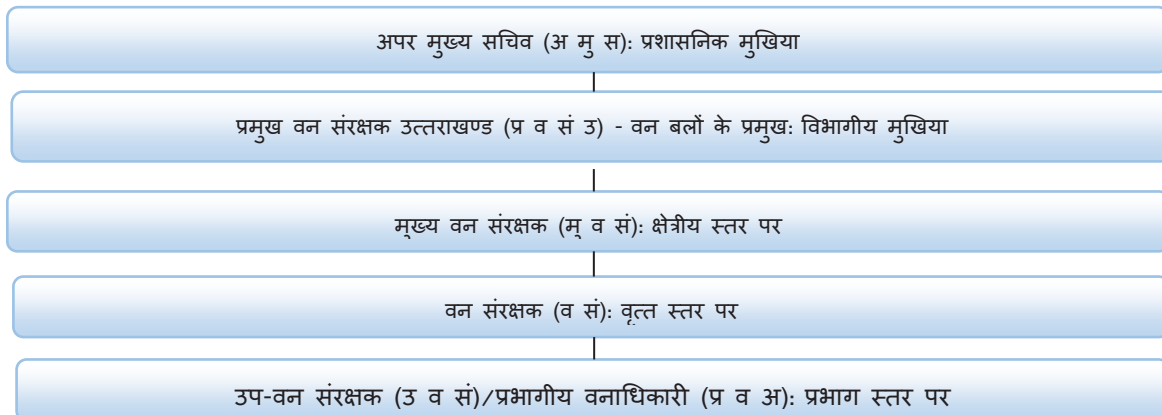 अपर मुख्य सचिव (अ मु स): प्रशासनिक मुखिया
प्रमुख वन संरक्षक उत्तराखण्ड (प्र व सं उ) - वन बलों के प्रमुख: विभागीय मुखिया
मुख्य वन संरक्षक (मु व सं): क्षेत्रीय स्तर पर
वन संरक्षक (व सं): वृत्त स्तर पर
उप-वन संरक्षक (उ व सं)/प्रभागीय वनाधिकारी (प्र व अ): प्रभाग स्तर पर